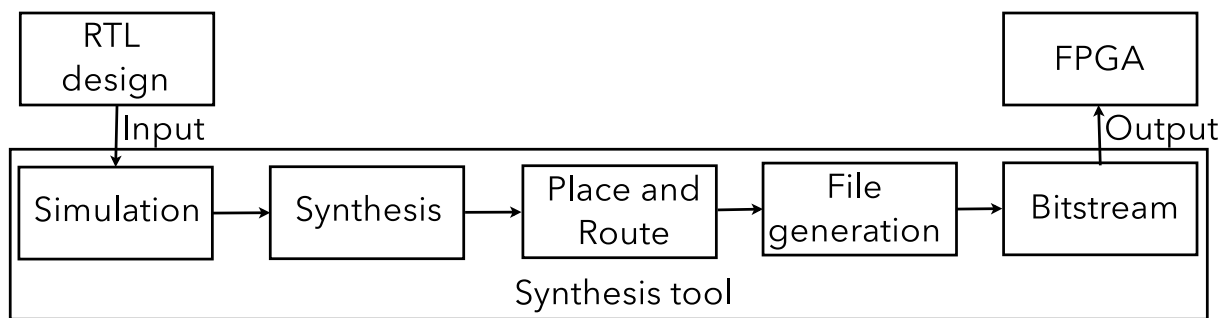 RTL
design
FPGA
Input
Output
Simulation
Synthesis
Place and
Route
File
generation
Bitstream
Synthesis tool